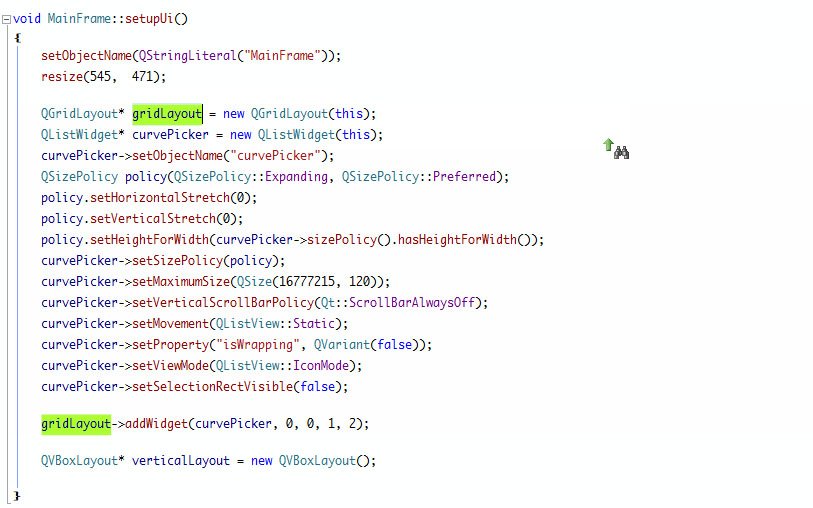 void MainFrame::setupUi()
{
setObjectName(QStringLiteral("MainFrame"));
resize(545,  471);
QGridLayout* gridLayout = new QGridLayout(this);
QListWidget* curvePicker = new QListWidget(this);
curvePicker->setObjectName("curvePicker");
QSizePolicy policy(QSizePolicy::Expanding, QSizePolicy::Preferred);
policy.setHorizontalStretch(0);
policy.setVerticalStretch(0);
policy.setHeightForWidth(curvePicker->sizePolicy().hasHeightForWidth());
curvePicker->setSizePolicy(policy);
curvePicker->setMaximumSize(QSize(16777215, 120));
curvePicker->setVerticalScrollBarPolicy(Qt::ScrollBarAlwaysOff);
curvePicker->setMovement(QListView::Static);
curvePicker->setProperty("isWrapping", QVariant(false));
curvePicker->setViewMode(QListView::IconMode);
curvePicker->setSelectionRectVisible(false);
gridLayout->addWidget(curvePicker, 0, 0, 1, 2);
QVBoxLayout* verticalLayout = new QVBoxLayout();
}